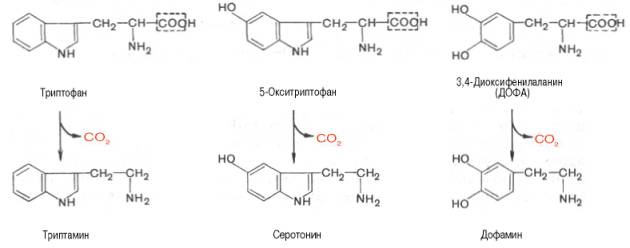 CH₂—CH—COOH
NH₂
NH
Триптофан
HO
CH₂—CH—COOH
NH₂
NH
5-Окситриптофан
HO
HO
CH₂—CH—COOH
NH₂
3,4-Диоксифенилаланин
(ДОФА)
CO₂
CO₂
CO₂
CH₂—CH₂
NH₂
NH
Триптамин
HO
CH₂—CH₂
NH₂
NH
Серотонин
HO
HO
CH₂—CH₂
NH₂
Дофамин